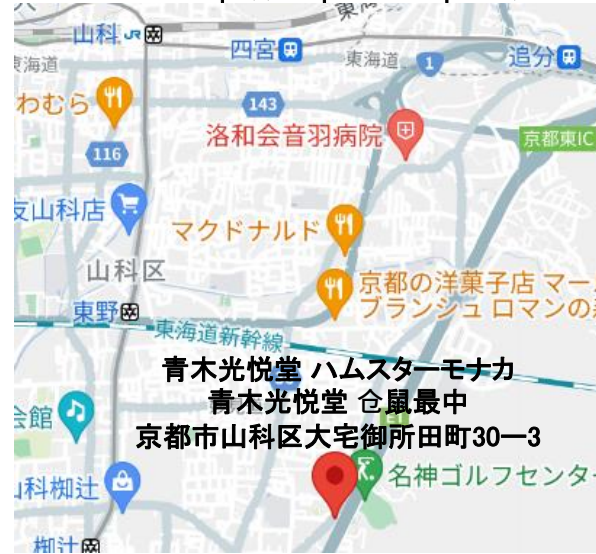 東海
山科 JR
四宮
東海道
東海道
1
追分
わむら
143
洛和会音羽病院
京都東IC
116
友山科店
マクドナルド
山科区
京都の洋菓子店 マー
ブランシュ ロマンの
東野
東海道新幹線
青木光悦堂 ハムスターモナカ
青木光悦堂 仓鼠最中
会館
E1
京都市山科区大宅御所田町30ー3
山科椥辻
名神ゴルフセンター
椥辻